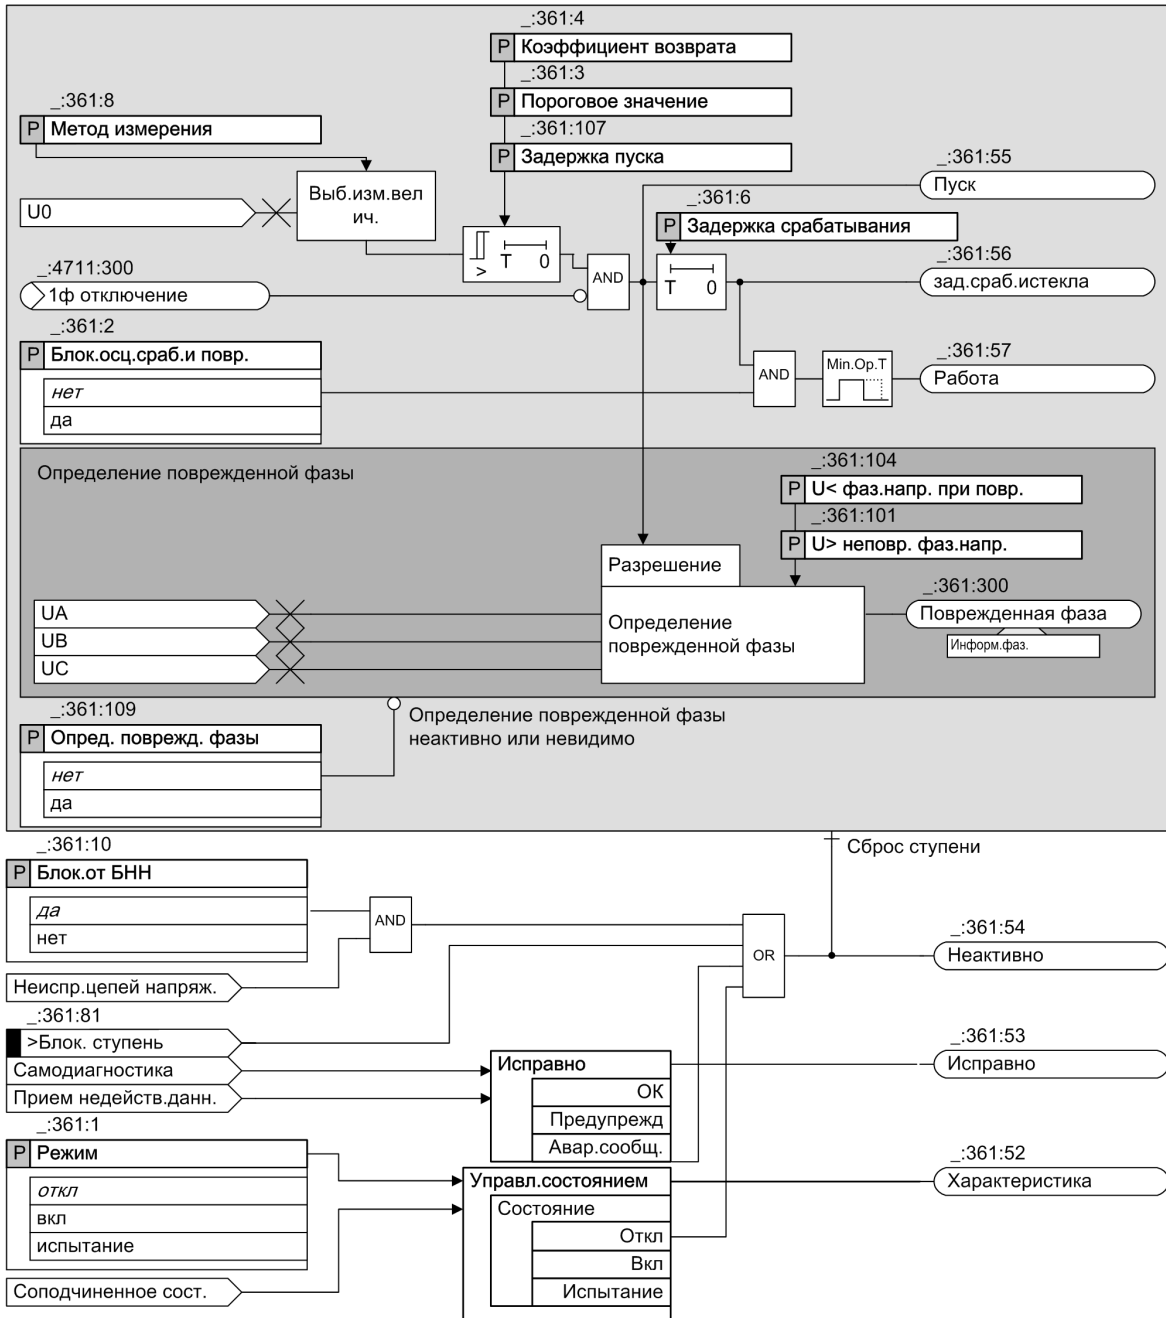 _:361:4
P Коэффициент возврата
_:361:3
P Пороговое значение
_:361:107
P Задержка пуска
_:361:8
P Метод измерения
U0
Выб.изм.вел
ич.
> T 0
_:4711:300
1ф отключение
AND
_:361:6
P Задержка срабатывания
T 0
_:361:55
Пуск
_:361:56
зад.сраб.истекла
_:361:2
P Блок.осц.сраб.и повр.
нет
да
AND
Min.Op.T
_:361:57
Работа
Определение поврежденной фазы
_:361:104
P U< фаз.напр. при повр.
_:361:101
P U> неповр. фаз.напр.
Разрешение
Определение
поврежденной фазы
UA
UB
UC
_:361:300
Поврежденная фаза
Информ.фаз.
_:361:109
P Опред. поврежд. фазы
нет
да
Определение поврежденной фазы
неактивно или невидимо
Сброс ступени
_:361:10
P Блок.от БНН
да
нет
AND
Неиспр.цепей напряж.
OR
_:361:54
Неактивно
_:361:81
>Блок. ступень
Самодиагностика
Прием недейств.данн.
Исправно
ОК
Предупрежд
Авар.сообщ.
_:361:53
Исправно
_:361:1
P Режим
откл
вкл
испытание
Соподчиненное сост.
Управл.состоянием
Состояние
Откл
Вкл
Испытание
_:361:52
Характеристика